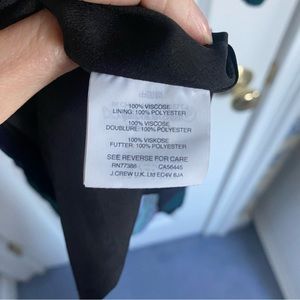 100% VISCOSE
LINING: 100% POLYESTER
100% VISCOSE
DOUBLURE: 100% POLYESTER
100% VISKOSE
FUTTER: 100% POLYESTER
SEE REVERSE FOR CARE
RN77388 CA56445
J.CREW U.K. Ltd EC4V 6JA